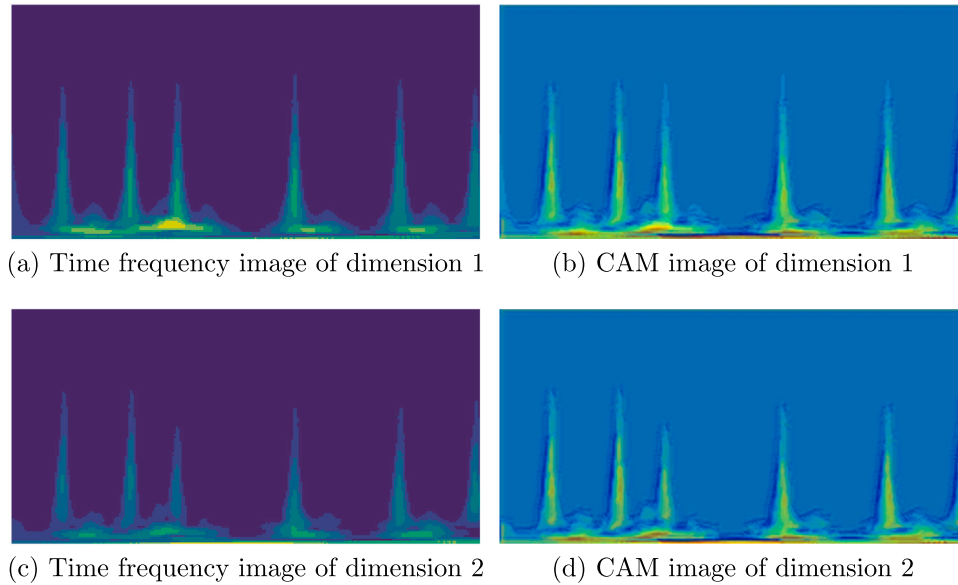 (a) Time frequency image of dimension 1
(b) CAM image of dimension 1
(c) Time frequency image of dimension 2
(d) CAM image of dimension 2